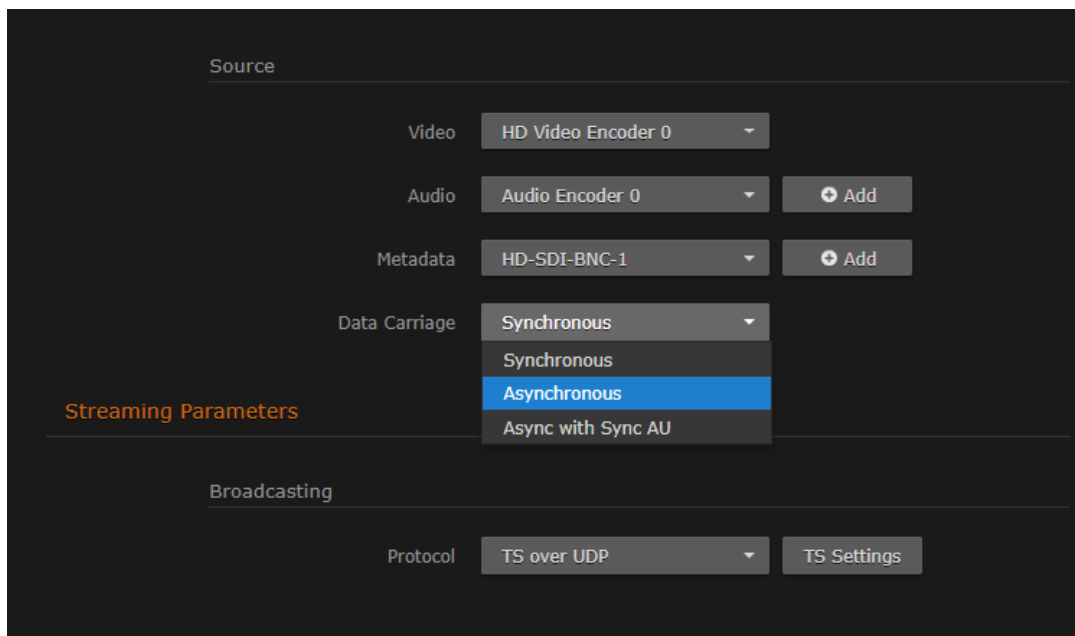 Source
Video HD Video Encoder 0
Audio Audio Encoder 0 Add
Metadata HD-SDI-BNC-1 Add
Data Carriage Synchronous
Synchronous
Asynchronous
Async with Sync AU
Streaming Parameters
Broadcasting
Protocol TS over UDP TS Settings